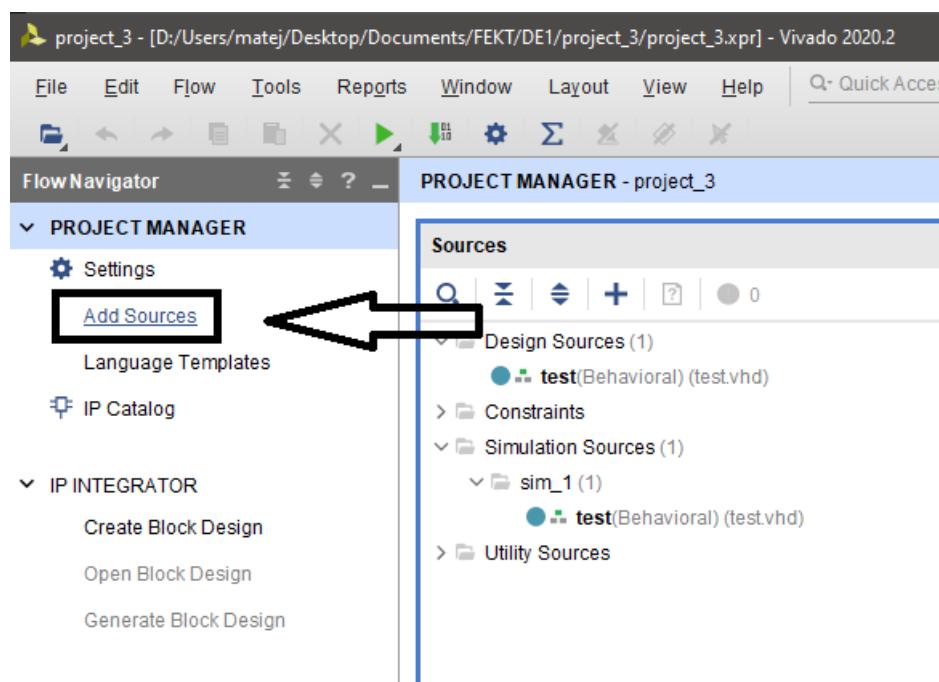 project_3 - [D:/Users/matej/Desktop/Documents/FEKT/DE1/project_3/project_3.xpr] - Vivado 2020.2
File Edit Flow Tools Reports Window Layout View Help Quick Acce
Flow Navigator ? PROJECT MANAGER - project_3
PROJECT MANAGER
Sources
Settings
? 0
Add Sources
Design Sources (1)
Language Templates
test(Behavioral) (test.vhd)
IP Catalog
Constraints
Simulation Sources (1)
IP INTEGRATOR
sim_1 (1)
Create Block Design
test(Behavioral) (test.vhd)
Utility Sources
Open Block Design
Generate Block Design